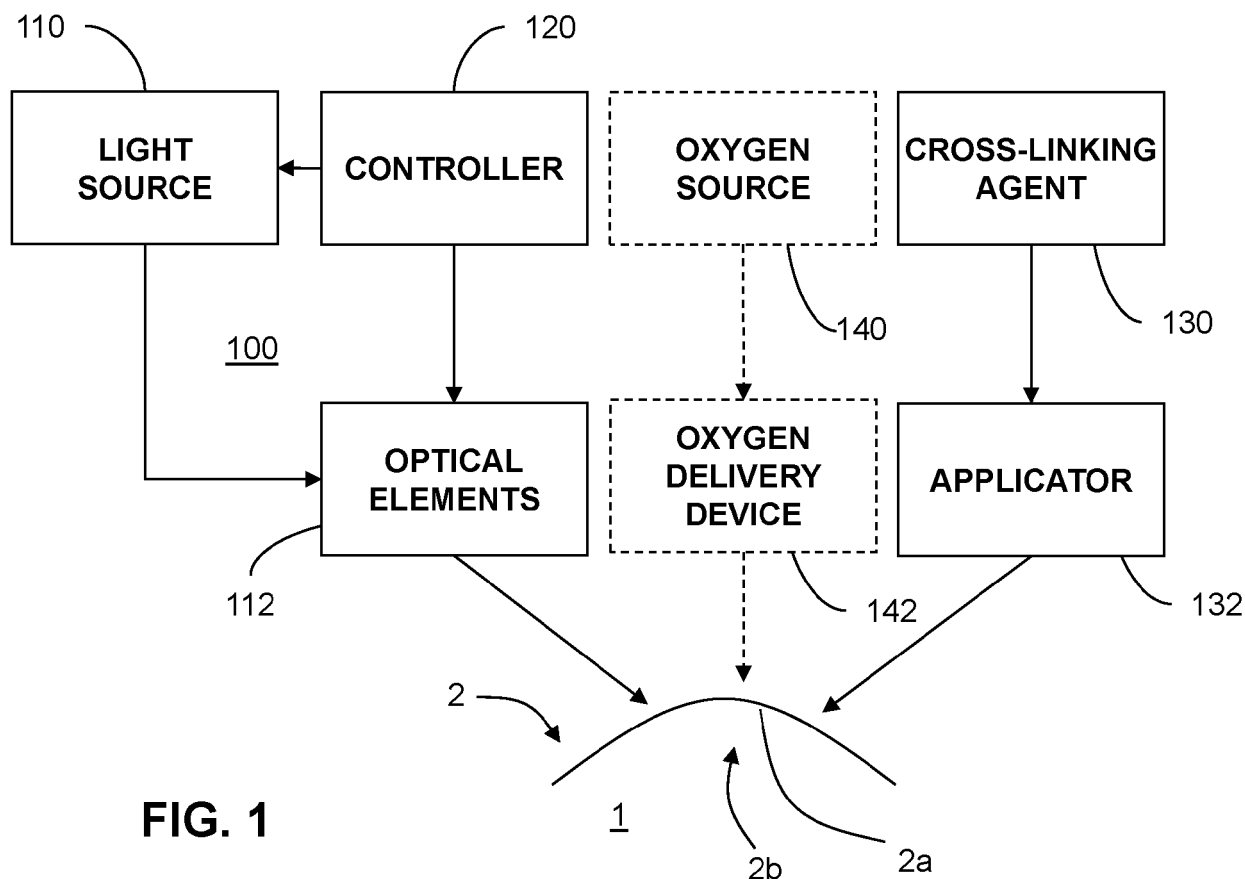 110
120
LIGHT
SOURCE
CONTROLLER
OXYGEN
SOURCE
CROSS-LINKING
AGENT
140
130
100
OPTICAL
ELEMENTS
OXYGEN
DELIVERY
DEVICE
APPLICATOR
112
142
132
2
FIG. 1
1
2b
2a